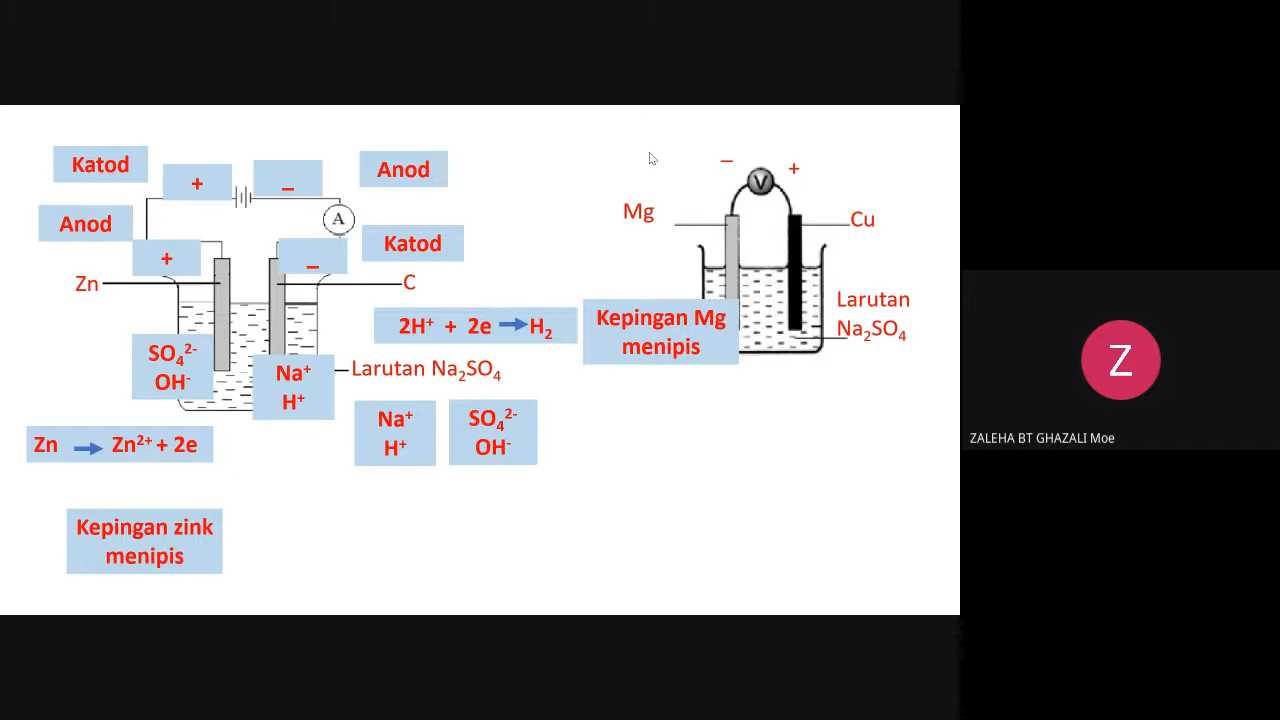 Katod
+
_
Anod
Anod
A
Katod
+
_
Zn
C
2H⁺ + 2e → H₂
SO₄²⁻
OH⁻
Na⁺
H⁺
Larutan Na₂SO₄
Na⁺
H⁺
SO₄²⁻
OH⁻
Zn → Zn²⁺ + 2e
Kepingan zink
menipis
–
+
V
Mg
Cu
Larutan
Na₂SO₄
Kepingan Mg
menipis
Z
ZALEHA BT GHAZALI Moe